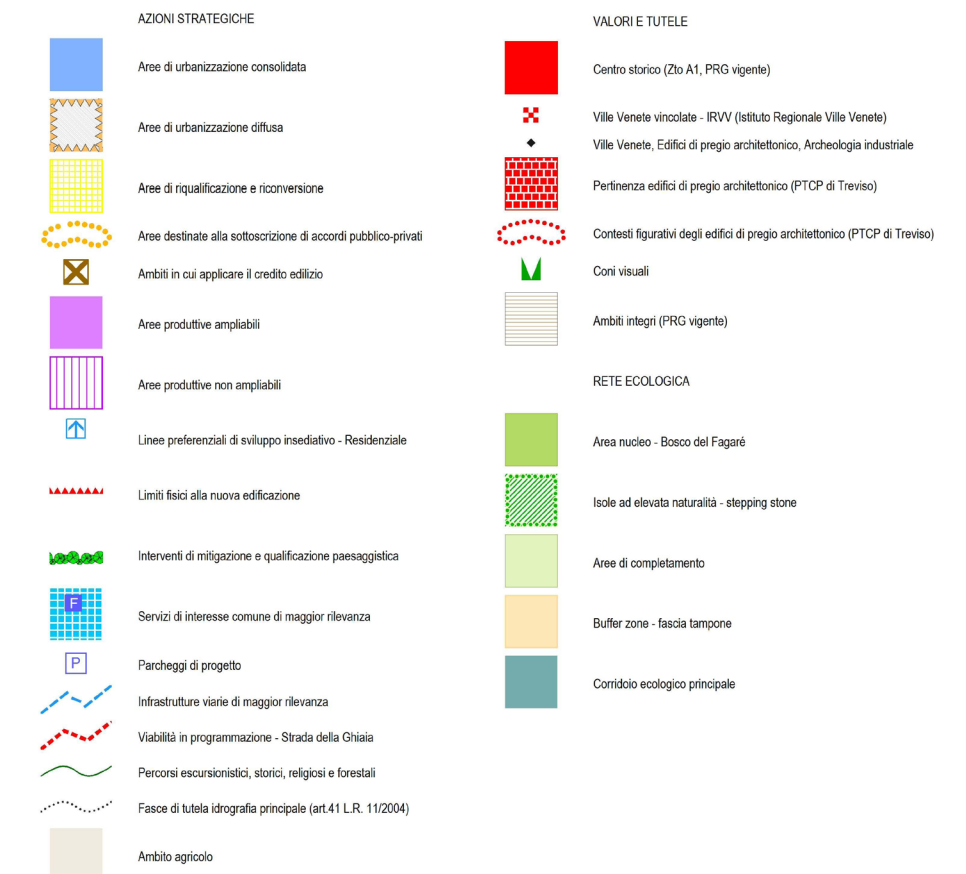 AZIONI STRATEGICHE
Aree di urbanizzazione consolidata
Aree di urbanizzazione diffusa
Aree di riqualificazione e riconversione
Aree destinate alla sottoscrizione di accordi pubblico-privati
Ambiti in cui applicare il credito edilizio
Aree produttive ampliabili
Aree produttive non ampliabili
Linee preferenziali di sviluppo insediativo - Residenziale
Limiti fisici alla nuova edificazione
Interventi di mitigazione e qualificazione paesaggistica
F
Servizi di interesse comune di maggior rilevanza
P
Parcheggi di progetto
Infrastrutture viarie di maggior rilevanza
Viabilità in programmazione - Strada della Ghiaia
Percorsi escursionistici, storici, religiosi e forestali
Fasce di tutela idrografia principale (art.41 L.R. 11/2004)
Ambito agricolo
VALORI E TUTELE
Centro storico (Zto A1, PRG vigente)
Ville Venete vincolate - IRVV (Istituto Regionale Ville Venete)
Ville Venete, Edifici di pregio architettonico, Archeologia industriale
Pertinenza edifici di pregio architettonico (PTCP di Treviso)
Contesti figurativi degli edifici di pregio architettonico (PTCP di Treviso)
Coni visuali
Ambiti integri (PRG vigente)
RETE ECOLOGICA
Area nucleo - Bosco del Fagaré
Isole ad elevata naturalità - stepping stone
Aree di completamento
Buffer zone - fascia tampone
Corridoio ecologico principale